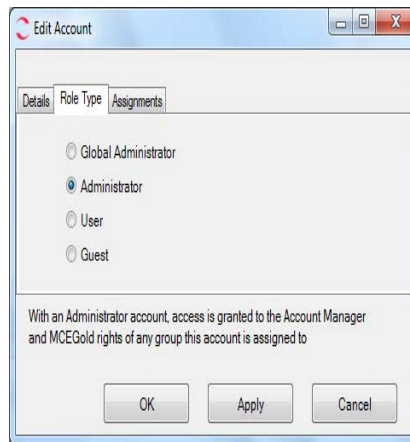 Edit Account
Details Role Type Assignments
Global Administrator
Administrator
User
Guest
With an Administrator account, access is granted to the Account Manager
and MCEGold rights of any group this account is assigned to
OK Apply Cancel